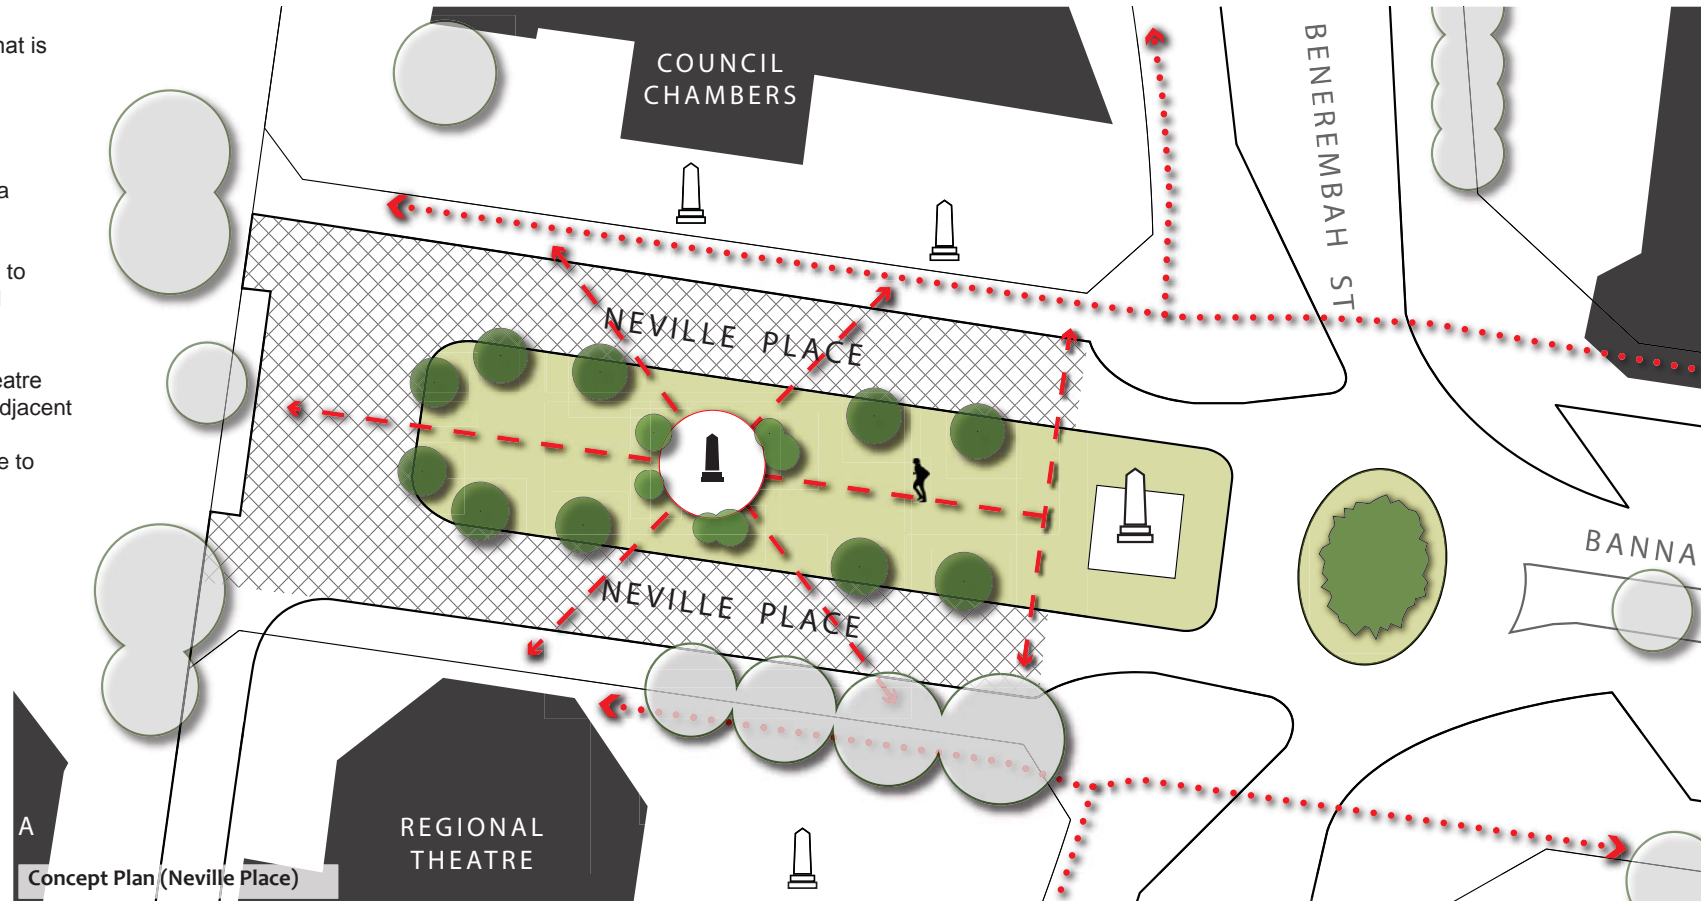 hat is
a
to
eatre
djacent
e to
COUNCIL
CHAMBERS
BENEREMBAH ST
NEVILLE PLACE
NEVILLE PLACE
BANNA
REGIONAL
THEATRE
A
Concept Plan (Neville Place)